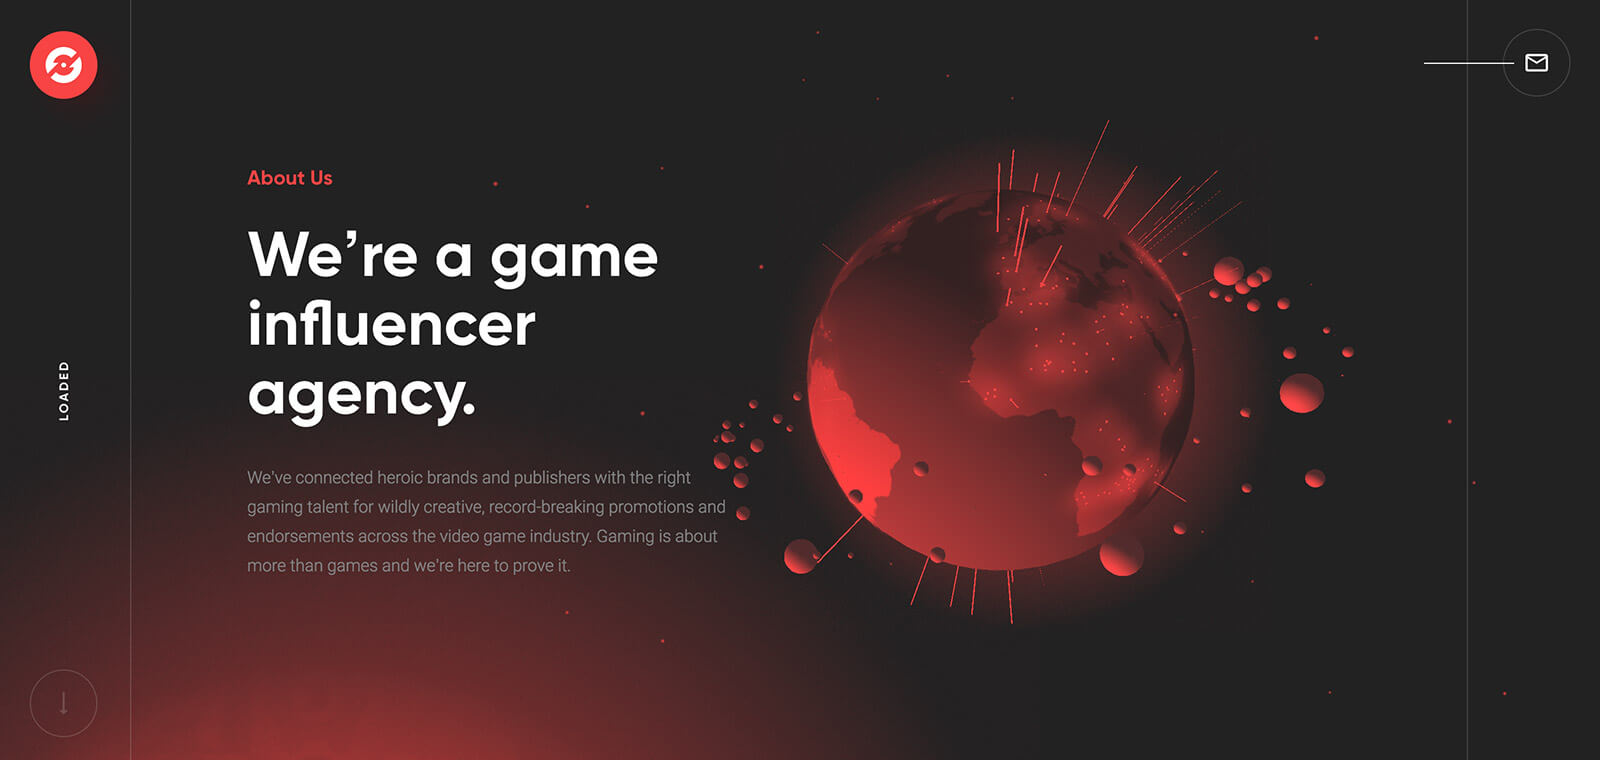 About Us
We’re a game
influencer
agency.
We've connected heroic brands and publishers with the right
gaming talent for wildly creative, record-breaking promotions and
endorsements across the video game industry. Gaming is about
more than games and we're here to prove it.
LOADED